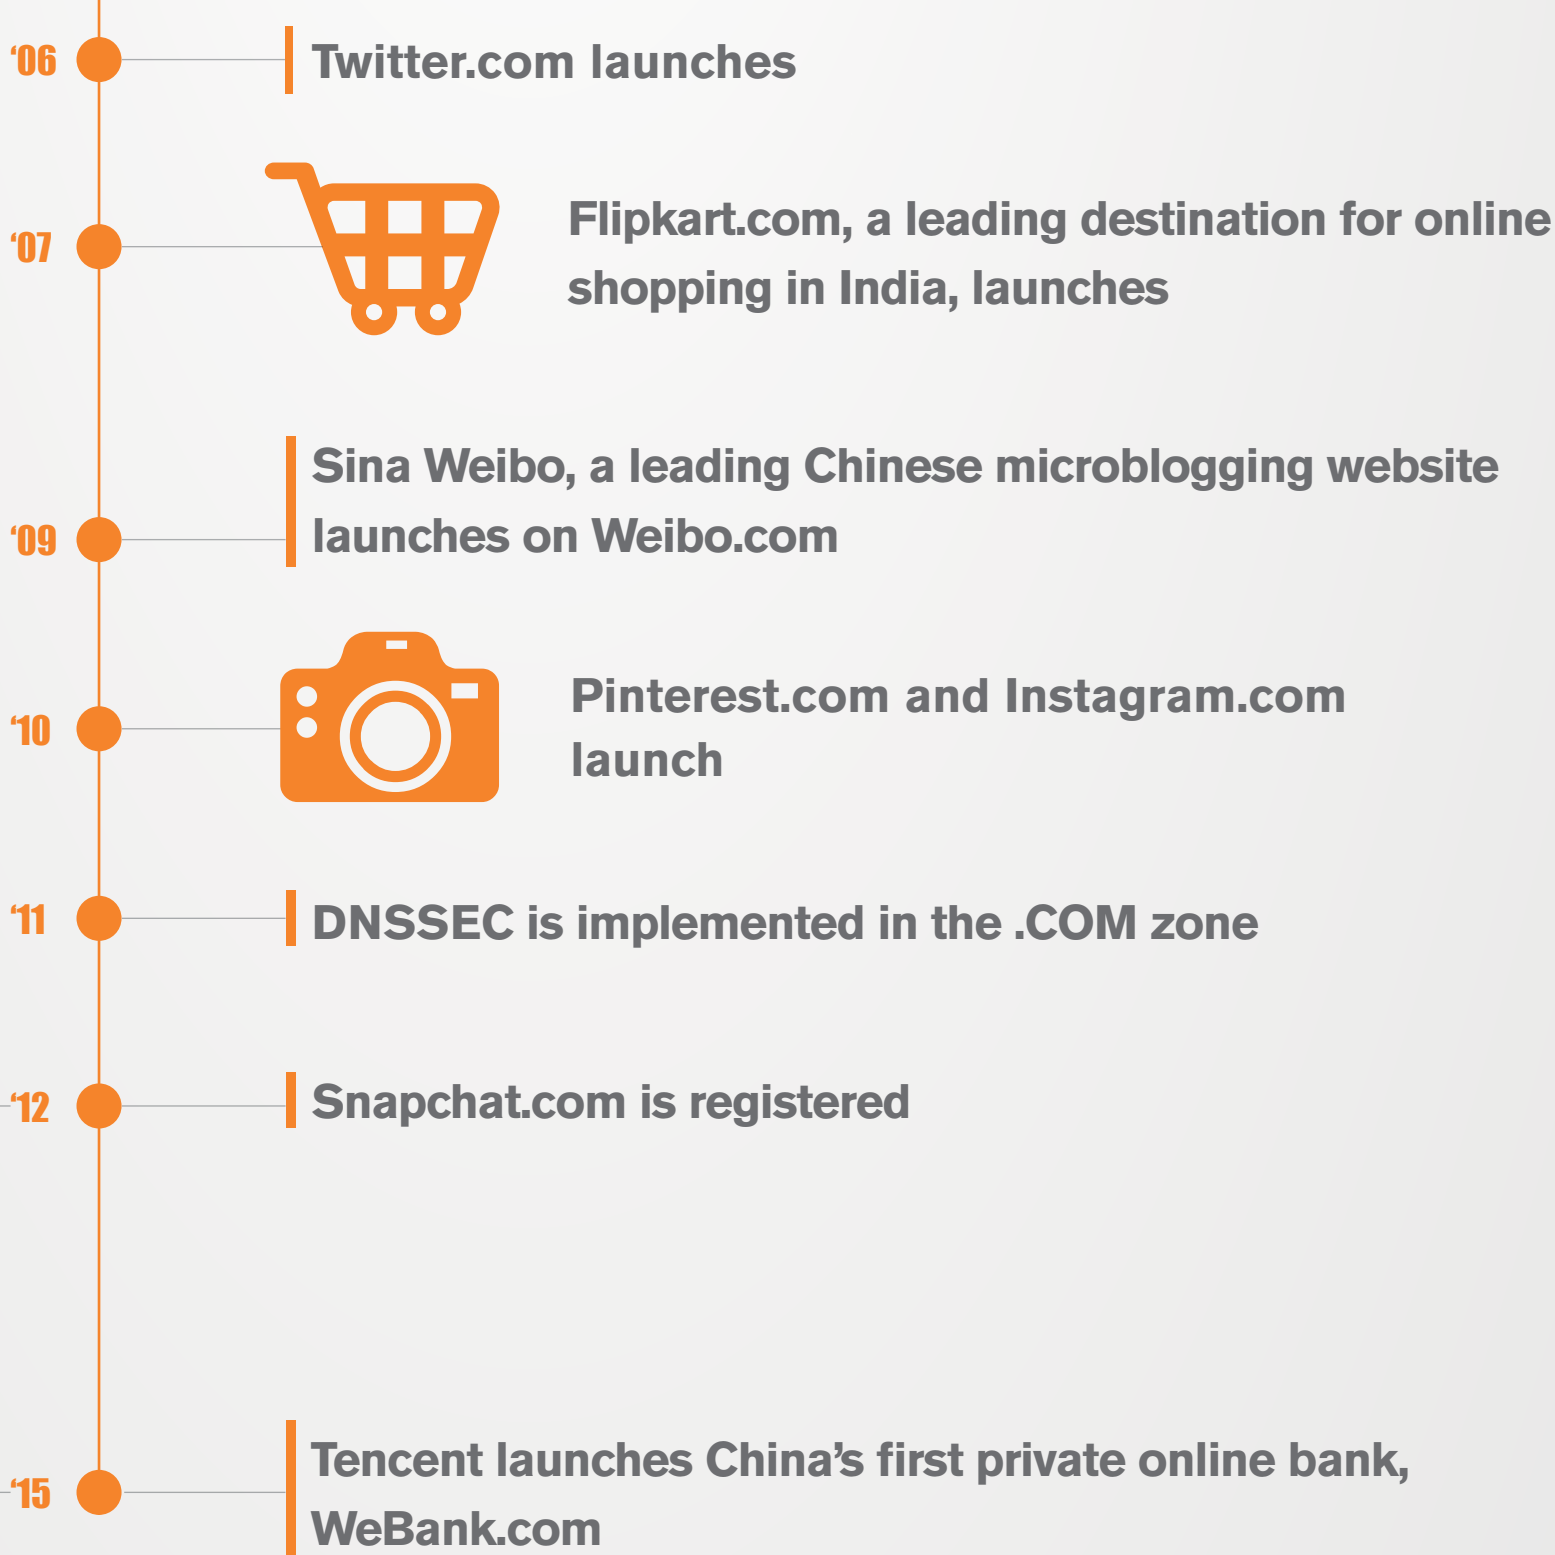 ‘06
Twitter.com launches
‘07
Flipkart.com, a leading destination for online
shopping in India, launches
‘09
Sina Weibo, a leading Chinese microblogging website
launches on Weibo.com
‘10
Pinterest.com and Instagram.com
launch
‘11
DNSSEC is implemented in the .COM zone
‘12
Snapchat.com is registered
‘15
Tencent launches China’s first private online bank,
WeBank.com